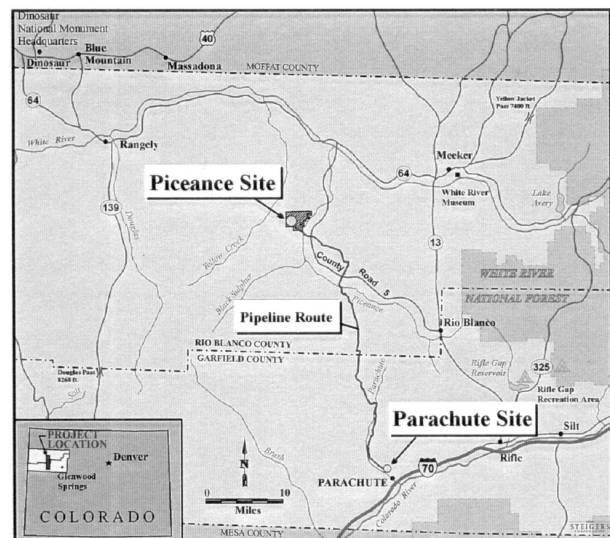 Dinosaur
National Monument
Headquarters
Dinosaur
Blue
Mountain
Massadona
40
MOFFAT COUNTY
64
White River
Rangely
Yellow Jacket
Pass 7400 ft.
Meeker
64
White River
Museum
Lake
Avery
Piceance Site
139
Douglas
13
Yellow Creek
Black Sulphur
County Road 5
Piceance
WHITE RIVER
NATIONAL FOREST
Pipeline Route
Rio Blanco
RIO BLANCO COUNTY
GARFIELD COUNTY
Douglas Pass
8268 ft.
Salt
Parachute
Rifle Gap
Reservoir
325
Rifle Gap
Recreation Area
Parachute Site
Silt
Brush
70
Rifle
PARACHUTE
Colorado River
PROJECT
LOCATION
Denver
Glenwood
Springs
COLORADO
N
0 10
Miles
MESA COUNTY
STEIGERS